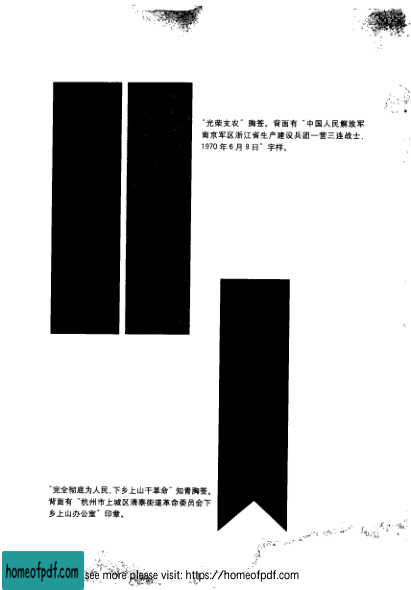 “光荣支农”胸签。背面有“中国人民解放军
南京军区浙江省生产建设兵团一营三连战士，
1970年6月9日”字样。
“完全彻底为人民，下乡上山干革命”知青胸签。
背面有“杭州市上城区清泰街道革命委员会下
乡上山办公室”印章。
homeofpdf.com
see more please visit: https://homeofpdf.com